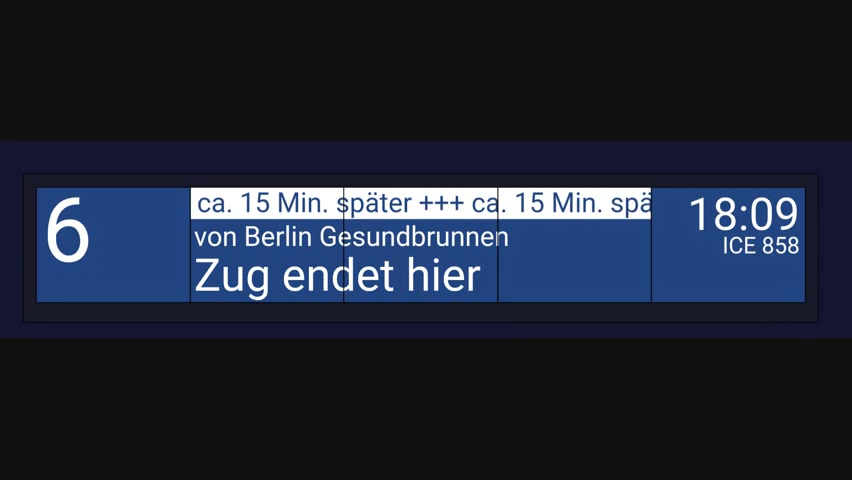 6
ca. 15 Min. später +++ ca. 15 Min. spä
von Berlin Gesundbrunnen
Zug endet hier
18:09
ICE 858